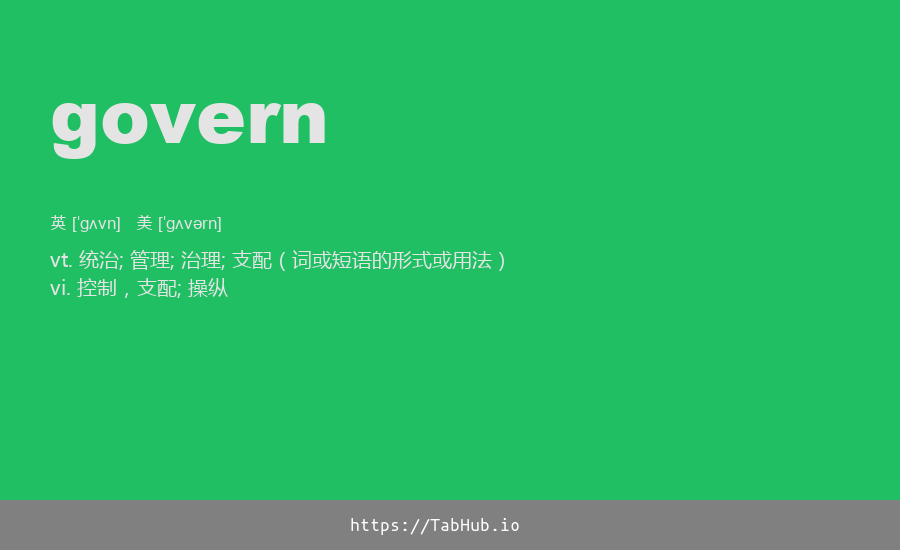 govern
英 [ˈgʌvn] 美 [ˈgʌvərn]
vt. 统治; 管理; 治理; 支配（词或短语的形式或用法）
vi. 控制，支配; 操纵
https://TabHub.io